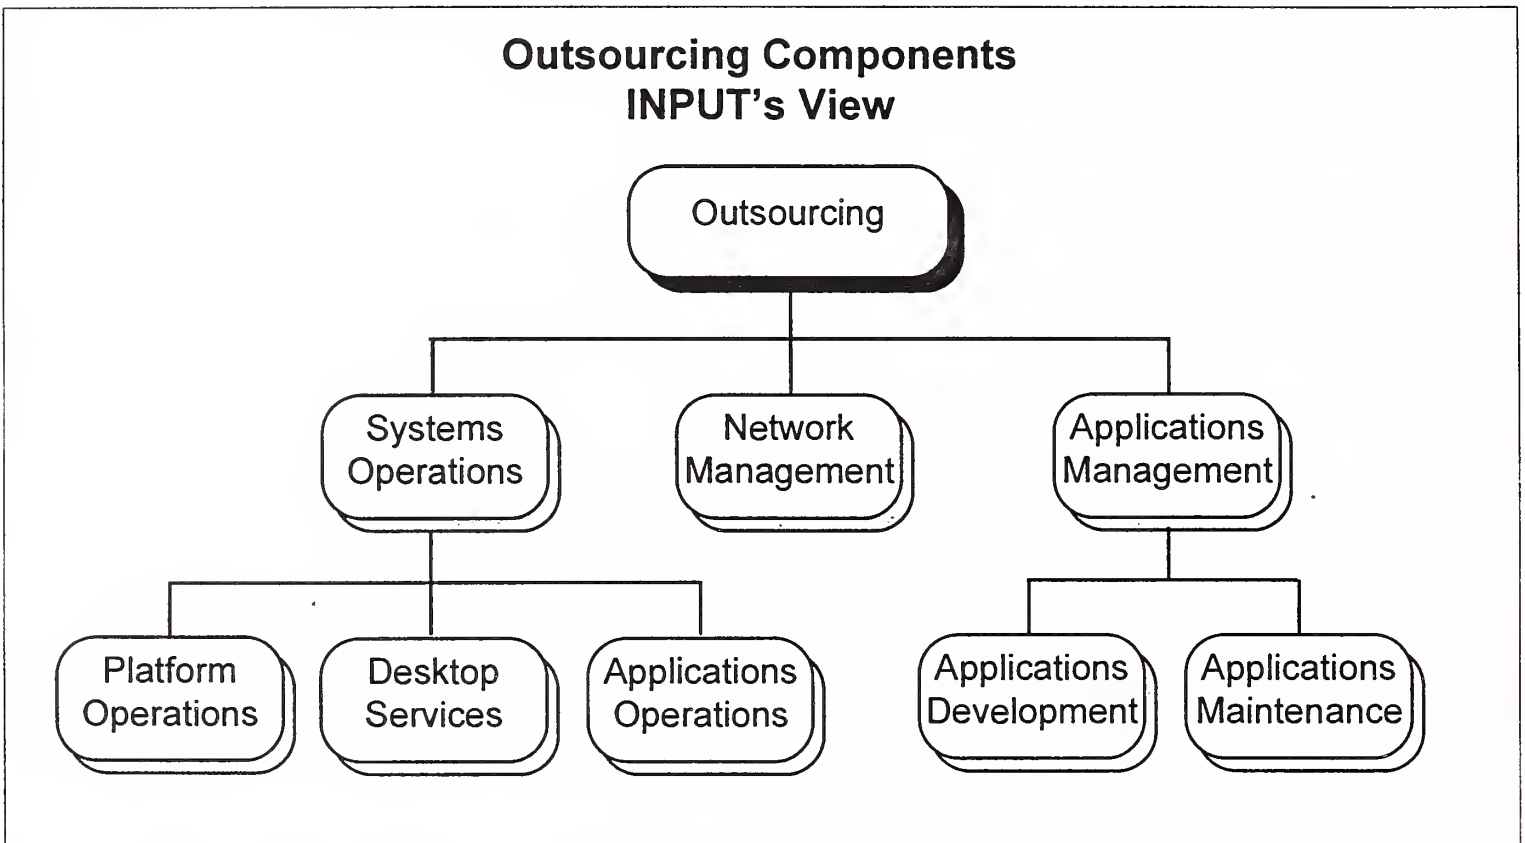 Outsourcing Components
INPUT's View
Outsourcing
Systems
Operations
Network
Management
Applications
Management
Platform
Operations
Desktop
Services
Applications
Operations
Applications
Development
Applications
Maintenance